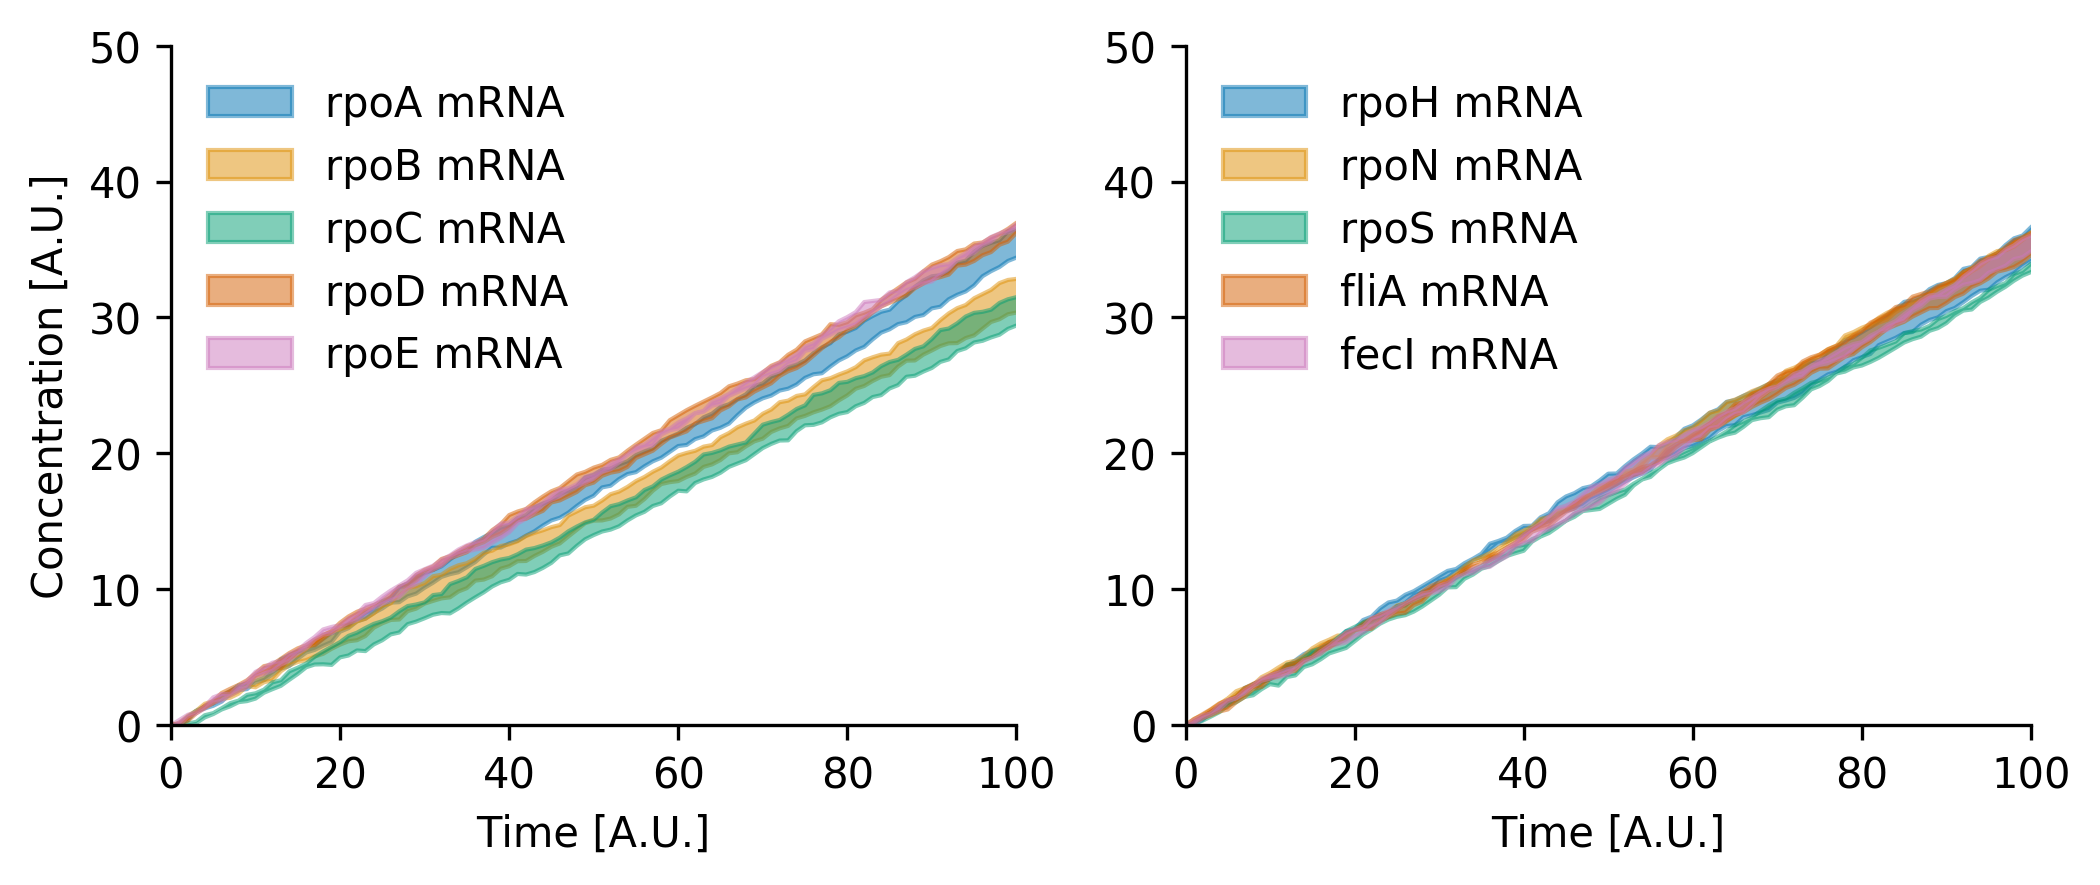 50
40
30
20
10
0
Concentration [A.U.]
rpoA mRNA
rpoB mRNA
rpoC mRNA
rpoD mRNA
rpoE mRNA
0 20 40 60 80 100
Time [A.U.]
50
40
30
20
10
0
rpoH mRNA
rpoN mRNA
rpoS mRNA
fliA mRNA
fecI mRNA
0 20 40 60 80 100
Time [A.U.]